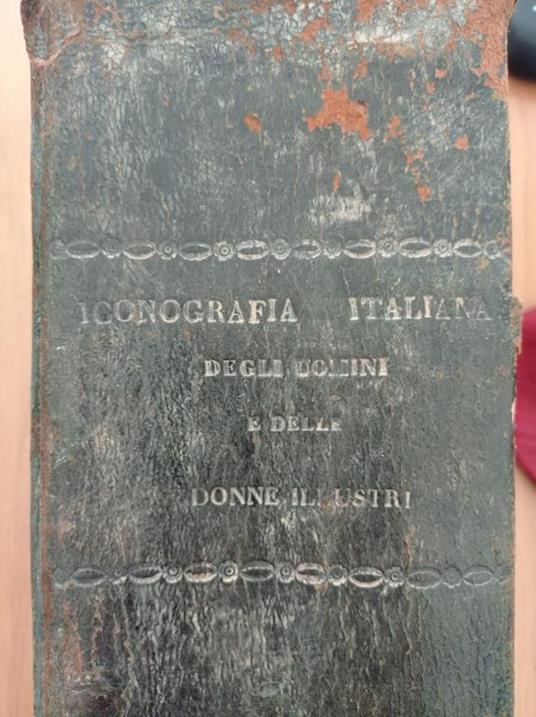 ICONOGRAFIA ITALIANA
DEGLI UOMINI
E DELLE
DONNE ILLUSTRI